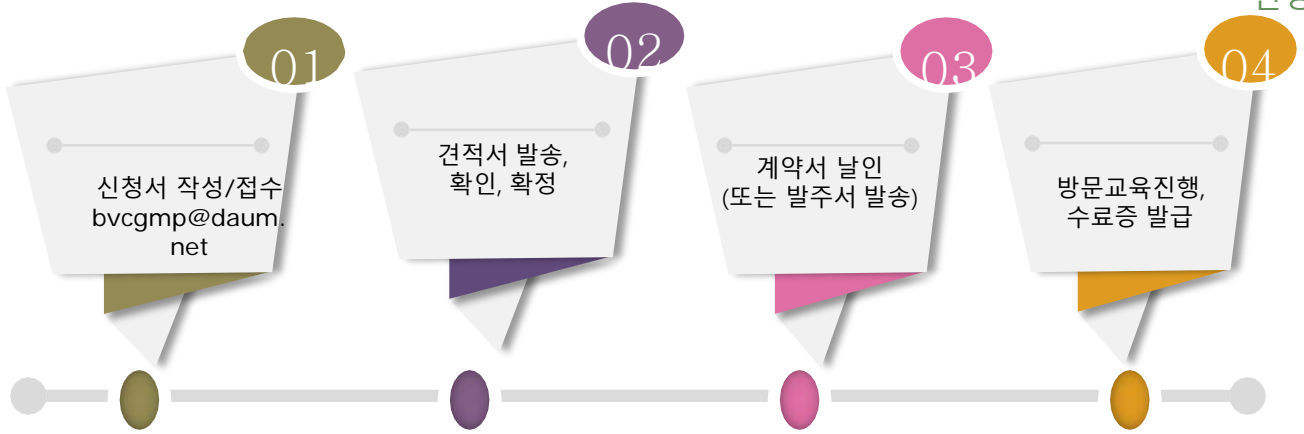 01
02
03
04
신청서 작성/접수
bvcgmp@daum.
net
견적서 발송,
확인, 확정
계약서 날인
(또는 발주서 발송)
방문교육진행,
수료증 발급